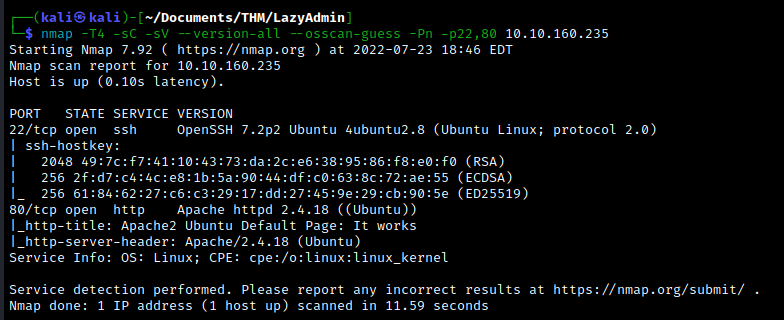 ┌──(kali㉿kali)-[~/Documents/THM/LazyAdmin]
└─$ nmap -T4 -sC -sV --version-all --osscan-guess -Pn -p22,80 10.10.160.235
Starting Nmap 7.92 ( https://nmap.org ) at 2022-07-23 18:46 EDT
Nmap scan report for 10.10.160.235
Host is up (0.10s latency).

PORT   STATE SERVICE VERSION
22/tcp open  ssh     OpenSSH 7.2p2 Ubuntu 4ubuntu2.8 (Ubuntu Linux; protocol 2.0)
| ssh-hostkey:
|   2048 49:7c:f7:41:10:43:73:da:2c:e6:38:95:86:f8:e0:f0 (RSA)
|   256 2f:d7:c4:4c:e8:1b:5a:90:44:df:c0:63:8c:72:ae:55 (ECDSA)
|_  256 61:84:62:27:c6:c3:29:17:dd:27:45:9e:29:cb:90:5e (ED25519)
80/tcp open  http    Apache httpd 2.4.18 ((Ubuntu))
|_http-title: Apache2 Ubuntu Default Page: It works
|_http-server-header: Apache/2.4.18 (Ubuntu)
Service Info: OS: Linux; CPE: cpe:/o:linux:linux_kernel

Service detection performed. Please report any incorrect results at https://nmap.org/submit/ .
Nmap done: 1 IP address (1 host up) scanned in 11.59 seconds